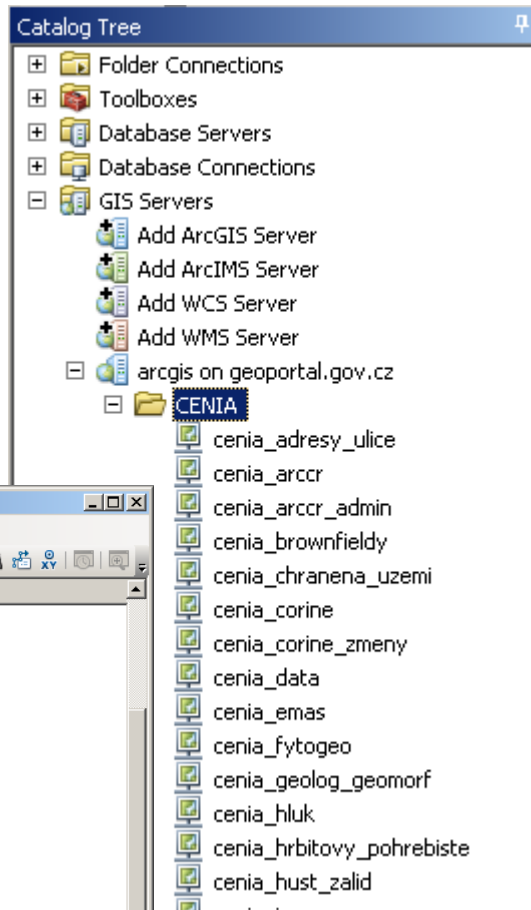 Catalog Tree
Folder Connections
Toolboxes
Database Servers
Database Connections
GIS Servers
Add ArcGIS Server
Add ArcIMS Server
Add WCS Server
Add WMS Server
arcgis on geoportal.gov.cz
CENIA
cenia_adresy_ulice
cenia_arccr
cenia_arccr_admin
cenia_brownfieldy
cenia_chranena_uzemi
cenia_corine
cenia_corine_zmeny
cenia_data
cenia_emas
cenia_fytogeo
cenia_geolog_geomorf
cenia_hluk
cenia_hrbitovy_pohrebiste
cenia_hust_zalid
XY